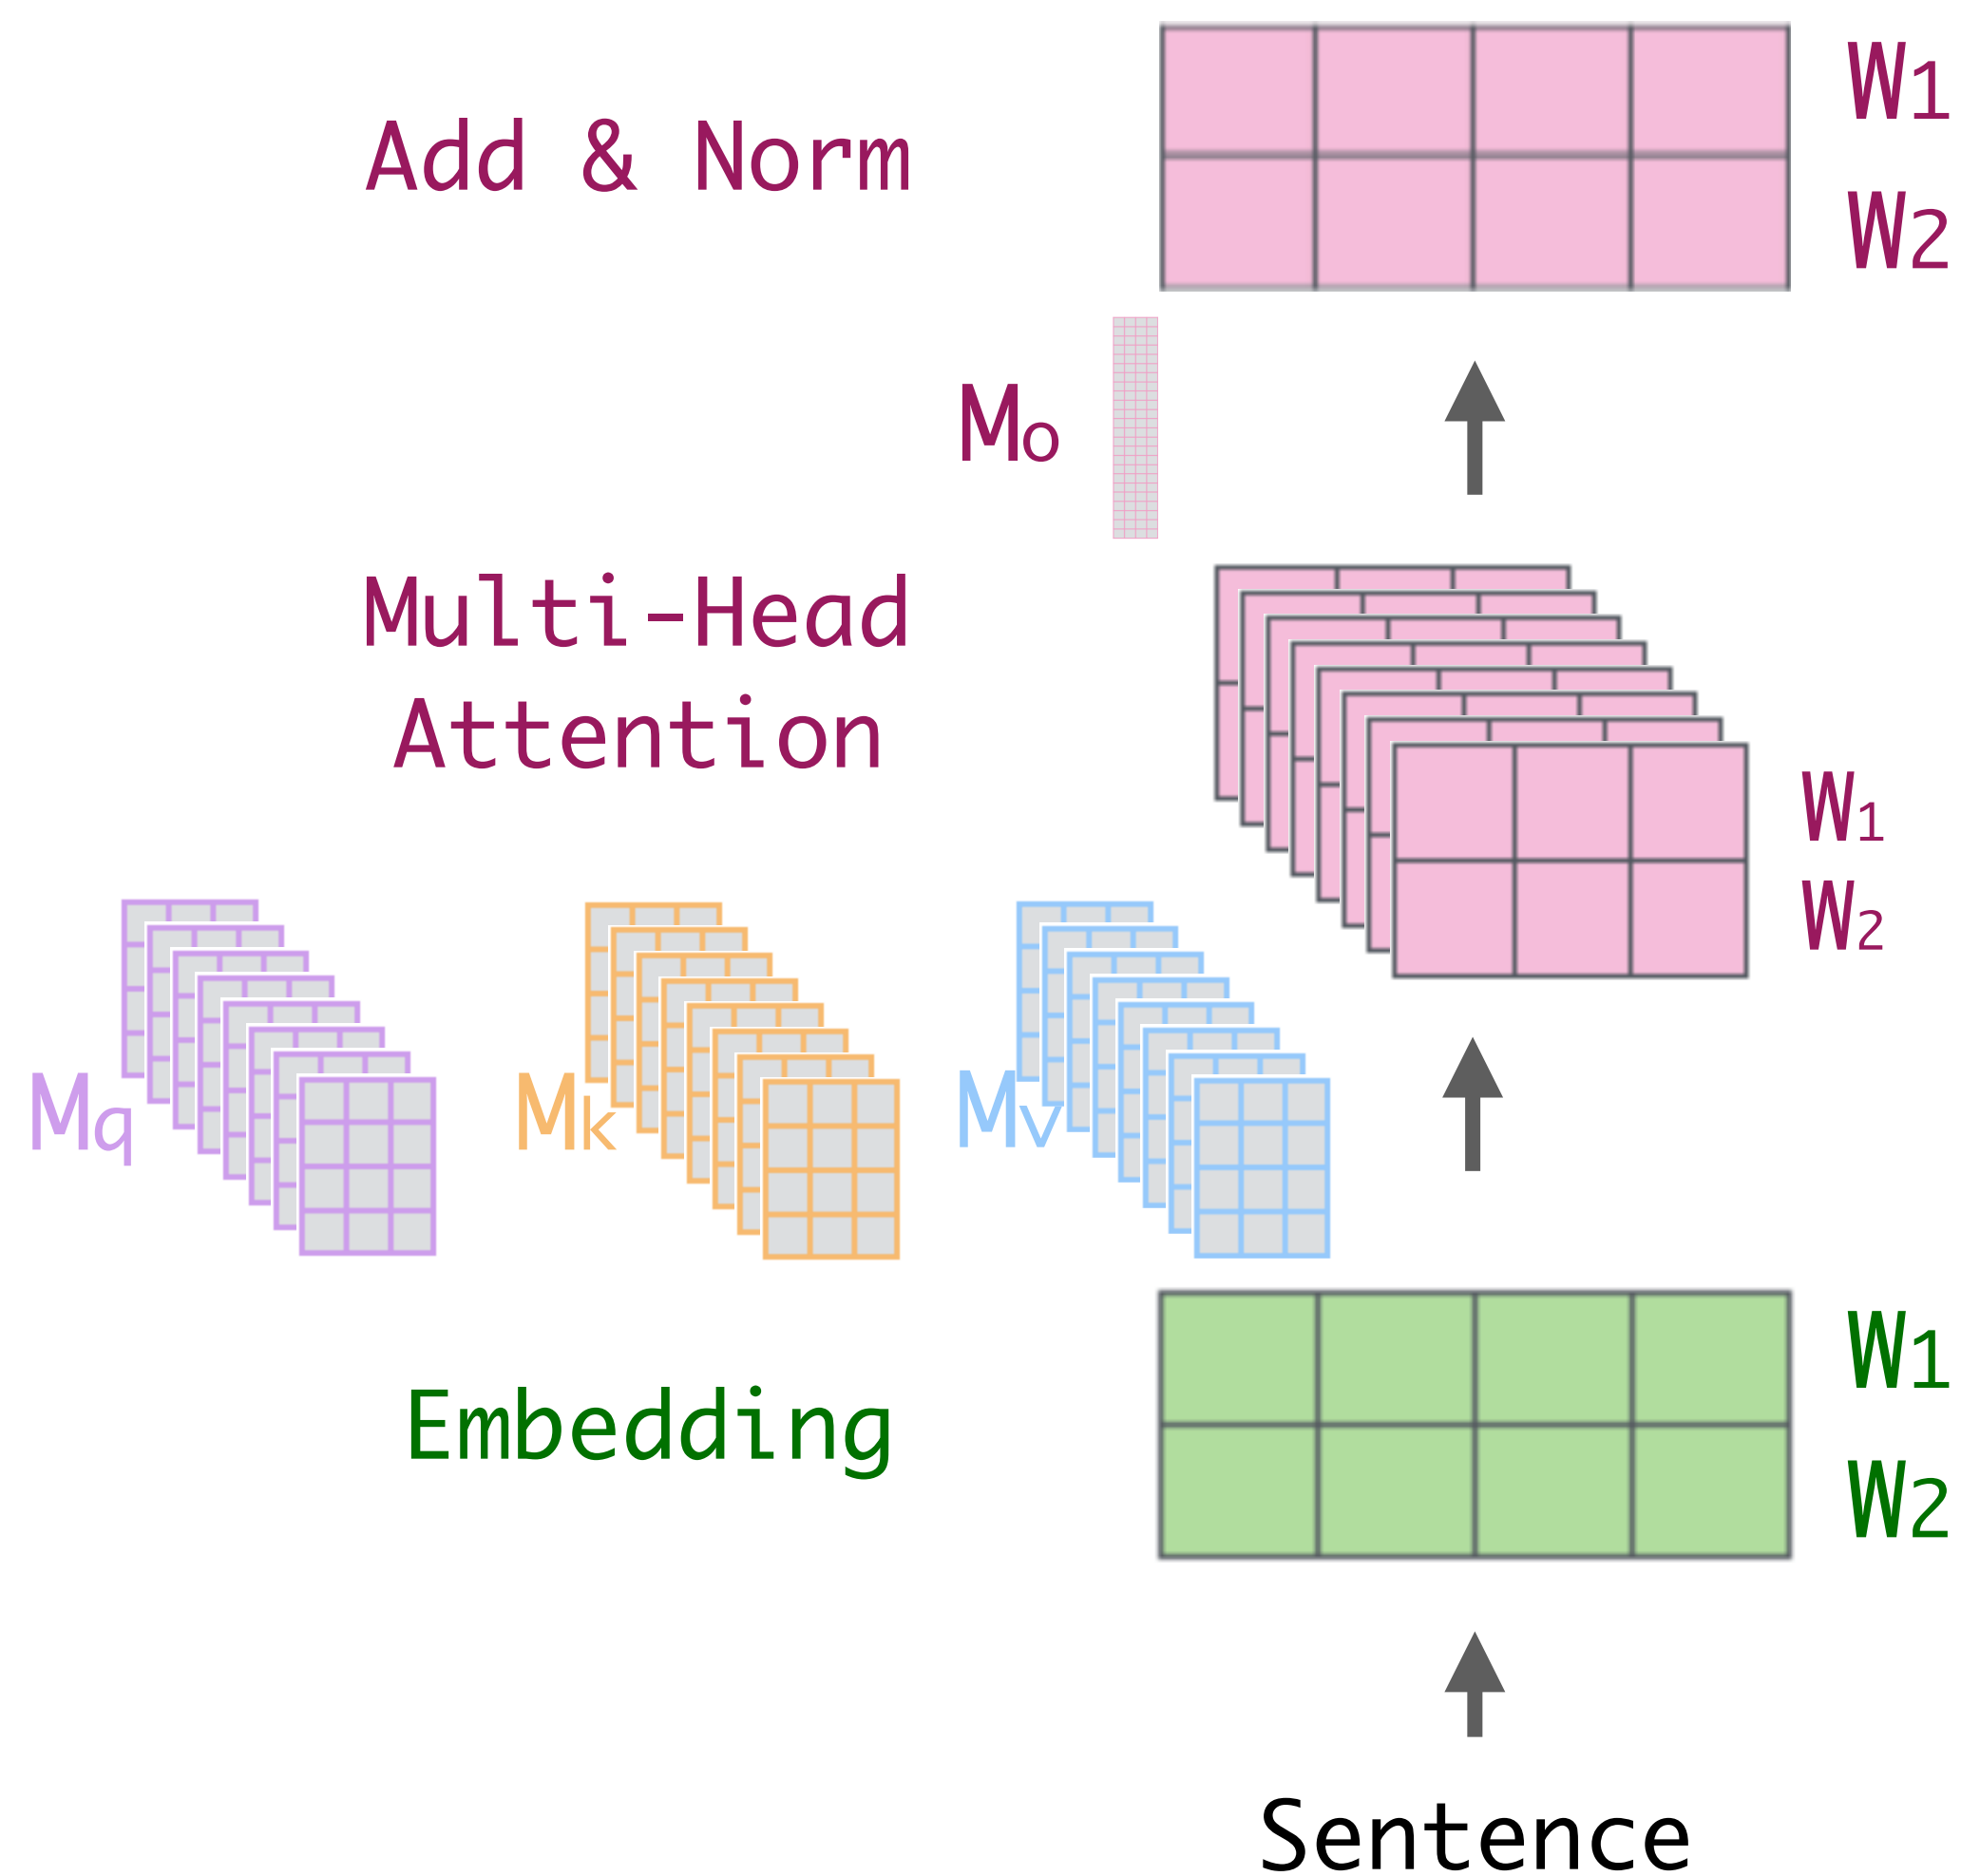 W1
Add & Norm
W2
Mo
Multi-Head
Attention
W1
W2
Mq
Mk
Mv
W1
Embedding
W2
Sentence